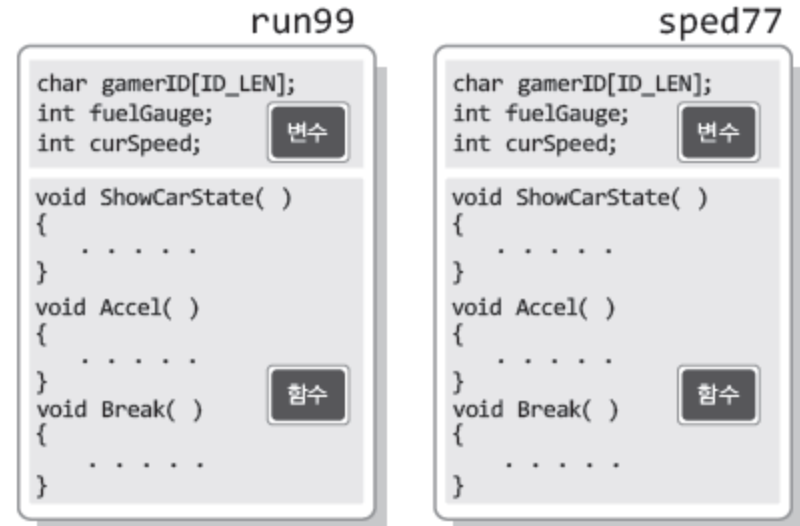 run99
char gamerID[ID_LEN];
int fuelGauge;
int curSpeed;
변수
void ShowCarState( )
{
. . . . .
}
void Accel( )
{
. . . . .
}
함수
void Break( )
{
. . . . .
}
sped77
char gamerID[ID_LEN];
int fuelGauge;
int curSpeed;
변수
void ShowCarState( )
{
. . . . .
}
void Accel( )
{
. . . . .
}
함수
void Break( )
{
. . . . .
}